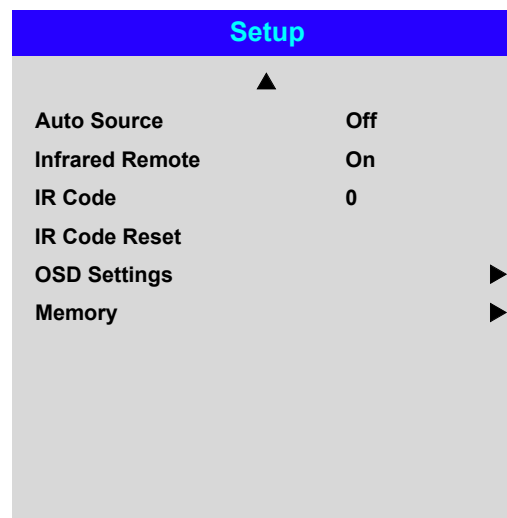 Setup
Auto Source Off
Infrared Remote On
IR Code 0
IR Code Reset
OSD Settings
Memory